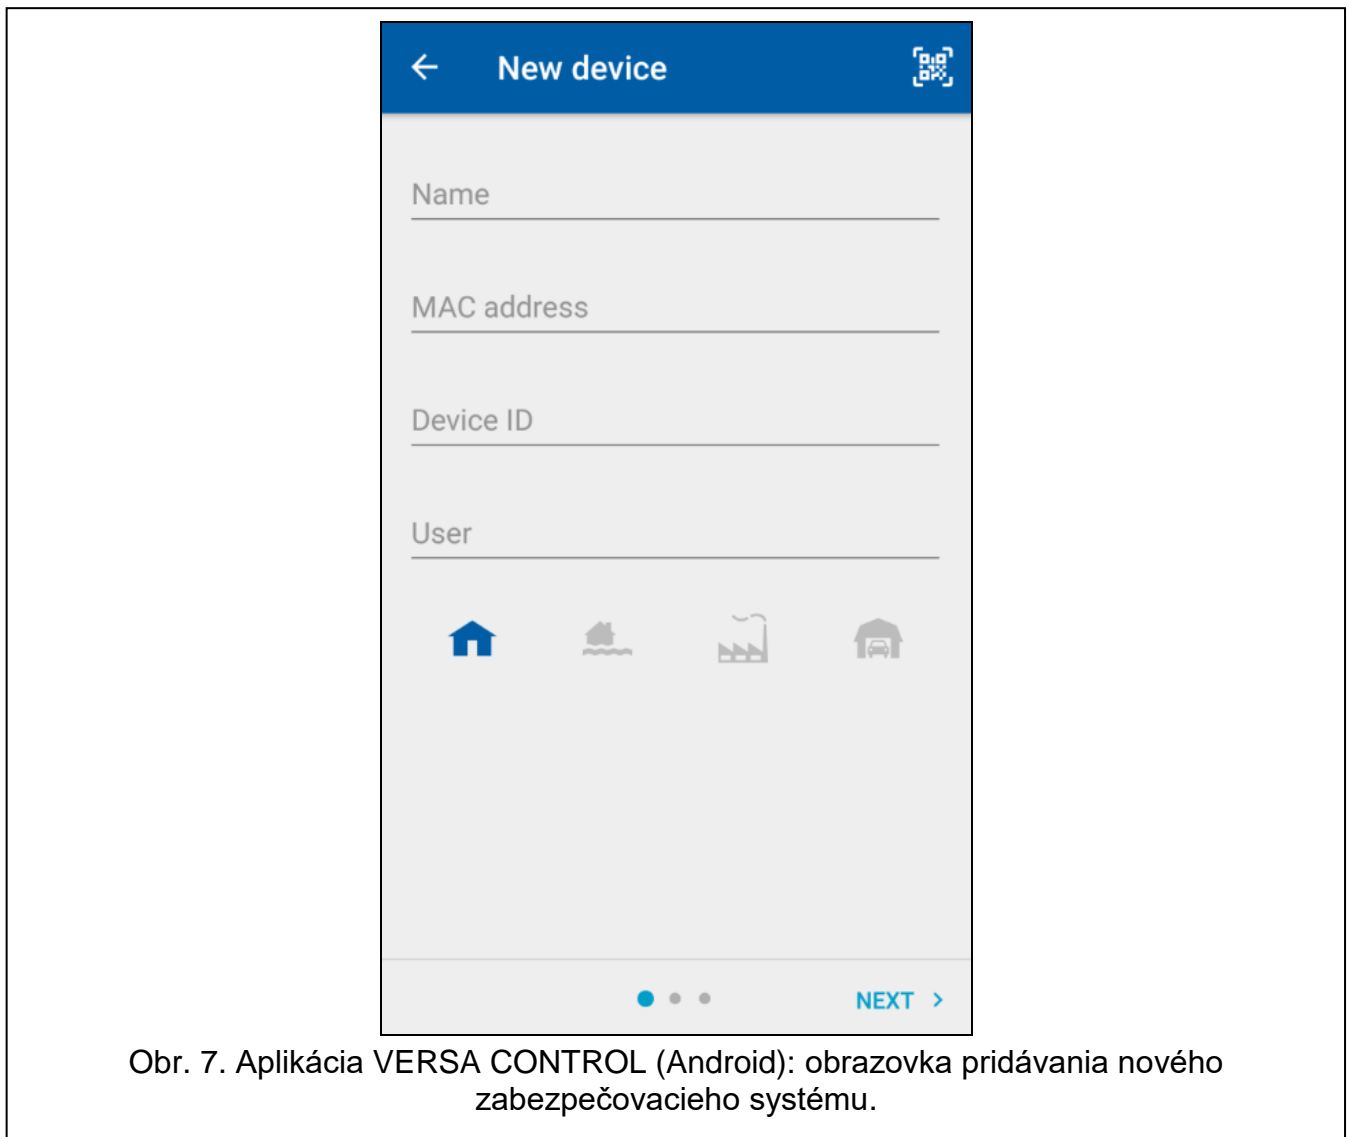 New device
Name
MAC address
Device ID
User
NEXT
Obr. 7. Aplikácia VERSA CONTROL (Android): obrazovka pridávania nového
zabezpečovacieho systému.